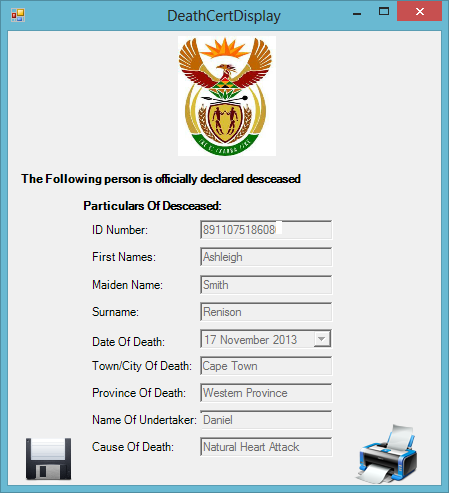 DeathCertDisplay
The Following person is officially declared desceased
Particulars Of Desceased:
ID Number: 891107518608
First Names: Ashleigh
Maiden Name: Smith
Surname: Renison
Date Of Death: 17 November 2013
Town/City Of Death: Cape Town
Province Of Death: Western Province
Name Of Undertaker: Daniel
Cause Of Death: Natural Heart Attack